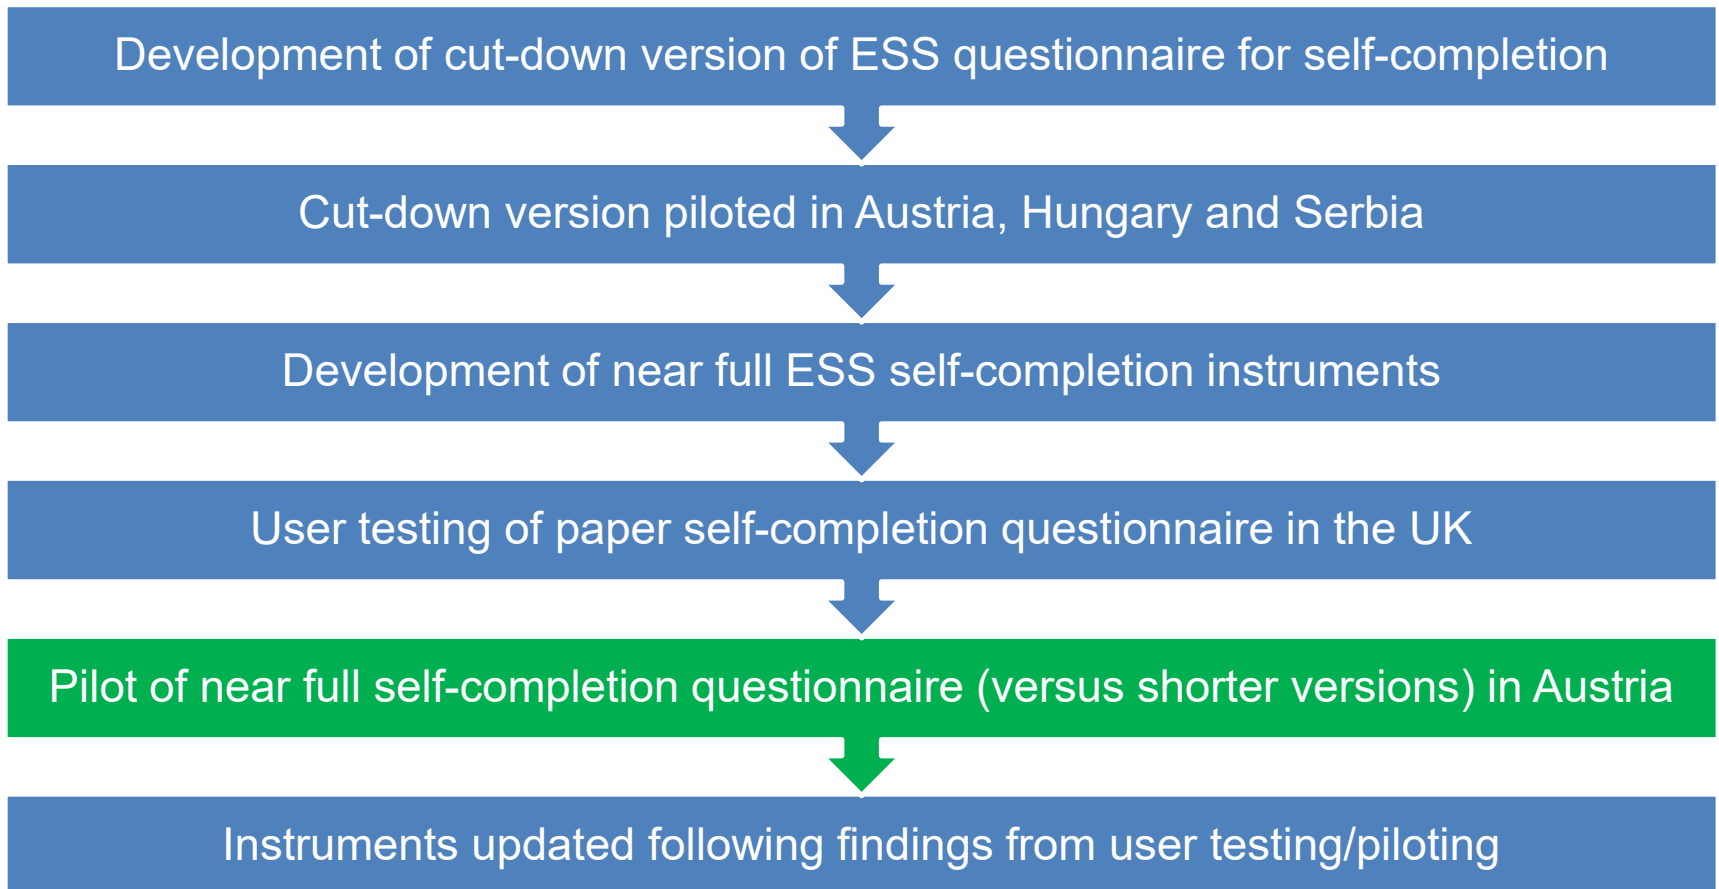 Development of cut-down version of ESS questionnaire for self-completion
Cut-down version piloted in Austria, Hungary and Serbia
Development of near full ESS self-completion instruments
User testing of paper self-completion questionnaire in the UK
Pilot of near full self-completion questionnaire (versus shorter versions) in Austria
Instruments updated following findings from user testing/piloting